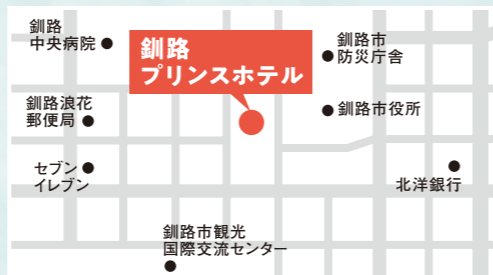 釧路
中央病院
釧路
プリンスホテル
釧路市
防災庁舎
釧路浪花
郵便局
釧路市役所
セブン
イレブン
北洋銀行
釧路市観光
国際交流センター